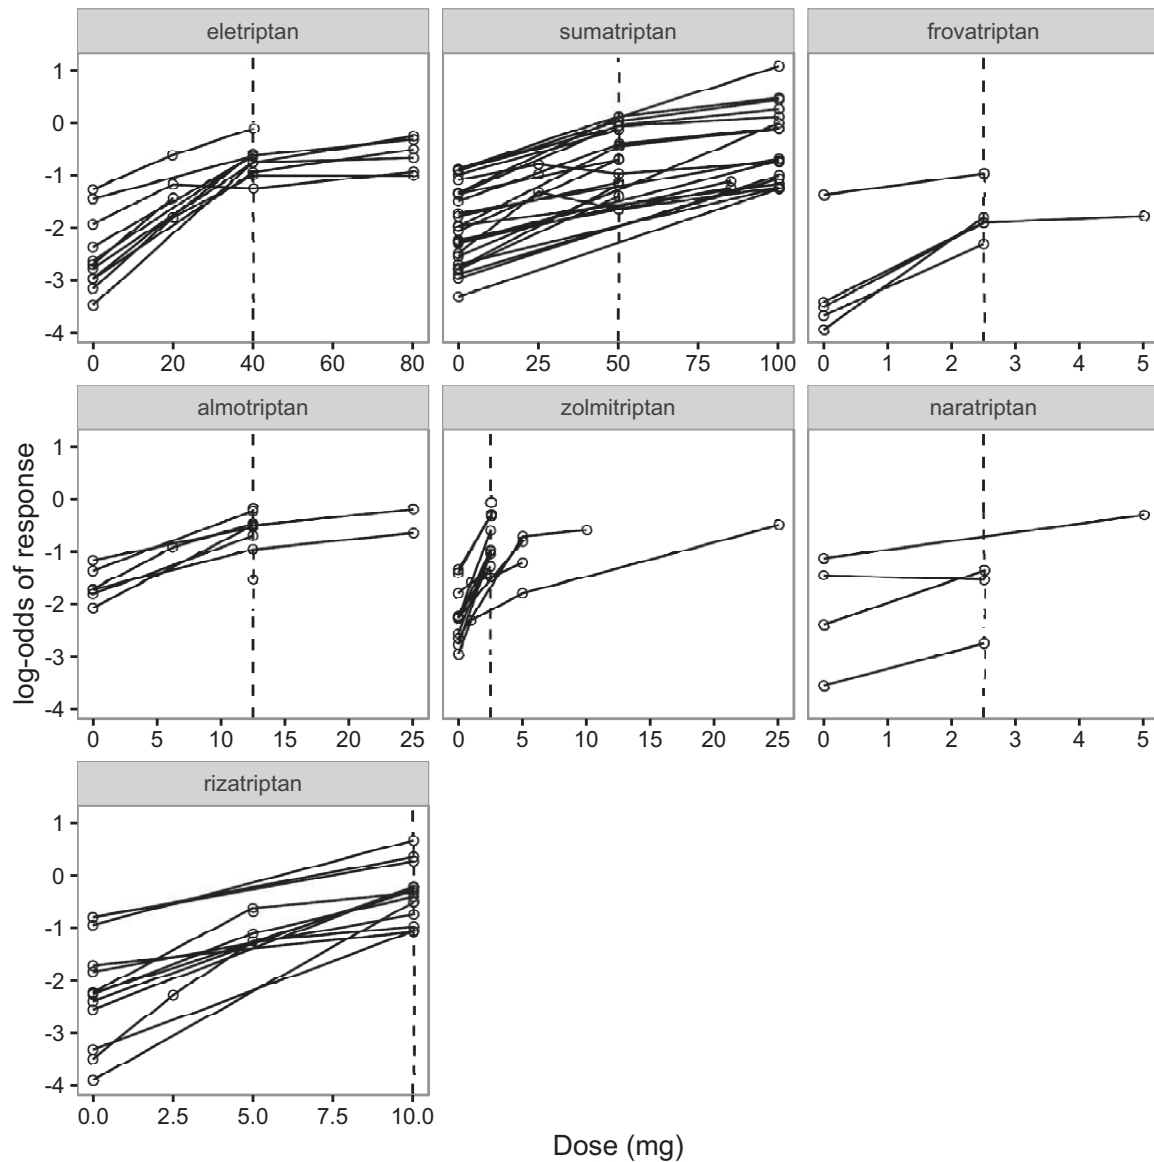 eletriptan sumatriptan frovatriptan
1
0
-1
-2
-3
-4
0 20 40 60 80 0 25 50 75 100 0 1 2 3 4 5
almotriptan zolmitriptan naratriptan
1
0
-1
-2
-3
-4
0 5 10 15 20 25 0 5 10 15 20 25 0 1 2 3 4 5
rizatriptan
1
0
-1
-2
-3
-4
0.0 2.5 5.0 7.5 10.0
log-odds of response
Dose (mg)